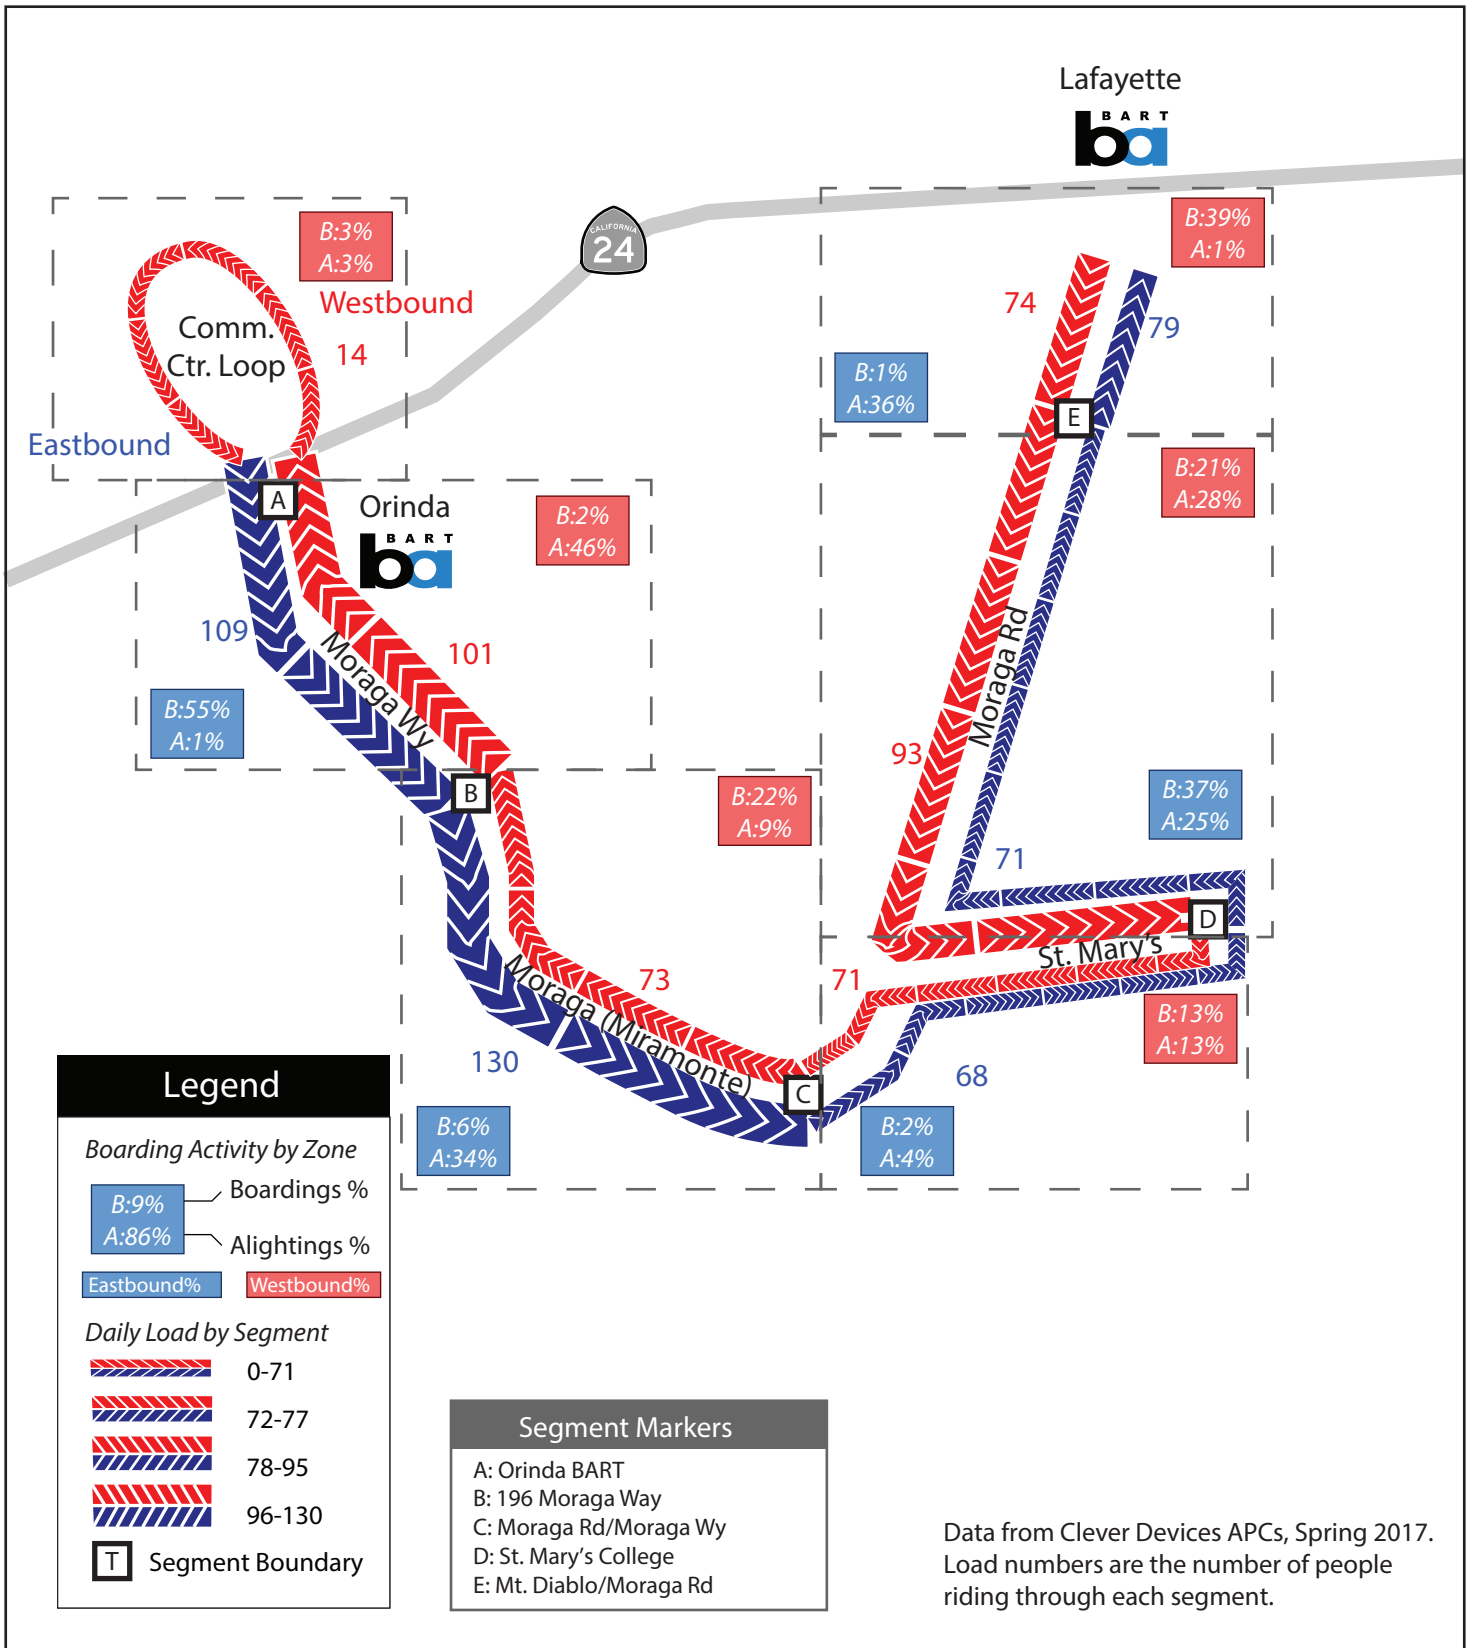 Lafayette
BART
ba
B:3%
A:3%
B:39%
A:1%
CALIFORNIA
24
Westbound
74
79
Comm.
Ctr. Loop
14
B:1%
A:36%
E
Eastbound
B:21%
A:28%
A
Orinda
BART
ba
B:2%
A:46%
109
101
Moraga Wy
Moraga Rd
B:55%
A:1%
93
B
B:22%
A:9%
B:37%
A:25%
71
D
St. Mary's
73
71
Moraga (Miramonte)
B:13%
A:13%
130
68
C
B:6%
A:34%
B:2%
A:4%
Legend
Boarding Activity by Zone
B:9%
A:86%
Boardings %
Alightings %
Eastbound%
Westbound%
Daily Load by Segment
0-71
72-77
78-95
96-130
T
Segment Boundary
Segment Markers
A: Orinda BART
B: 196 Moraga Way
C: Moraga Rd/Moraga Wy
D: St. Mary's College
E: Mt. Diablo/Moraga Rd
Data from Clever Devices APCs, Spring 2017.
Load numbers are the number of people
riding through each segment.